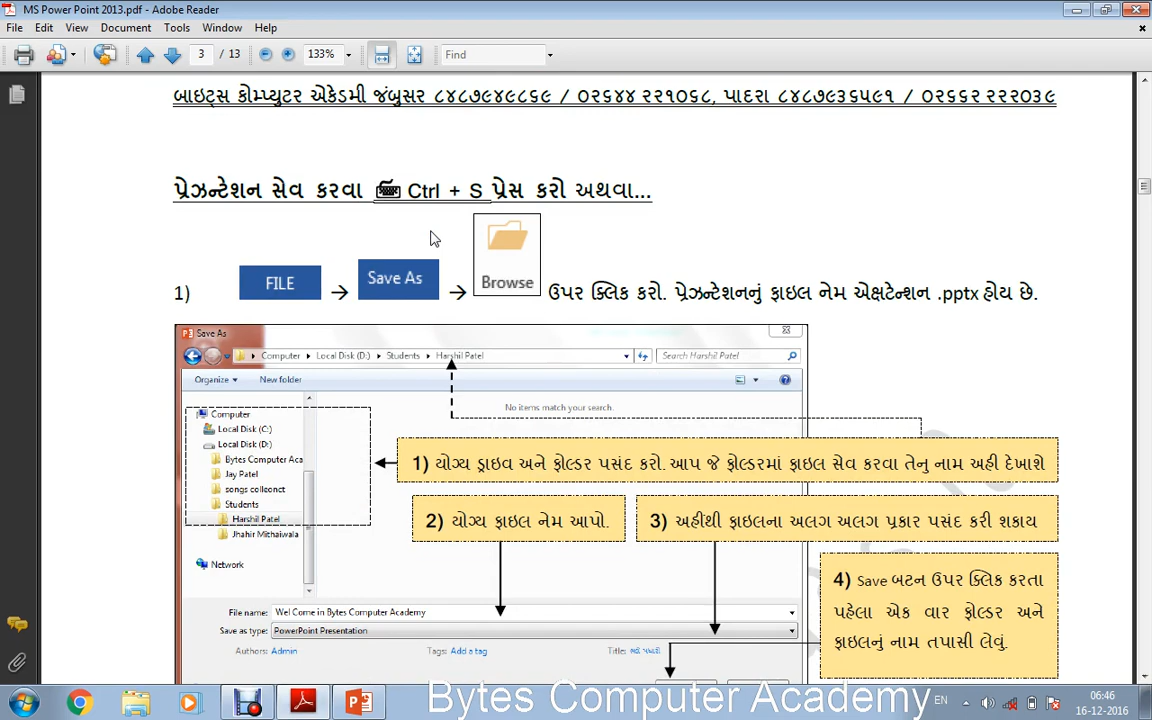 MS Power Point 2013.pdf - Adobe Reader
File Edit View Document Tools Window Help
3 / 13 133% Find
બાઇટ્સ કોમ્પ્યુટર એકેડમી જંબુસર ૮૪૮૭૯૪૯૮૬૯ / ૦૨૬૪૪ ૨૨૧૦૬૮, પાદરા ૮૪૮૭૯૩૬૫૯૧ / ૦૨૬૬૨ ૨૨૨૦૩૯
પ્રેઝન્ટેશન સેવ કરવા Ctrl + S પ્રેસ કરો અથવા...
1) FILE → Save As → Browse ઉપર ક્લિક કરો. પ્રેઝન્ટેશનનું ફાઇલ નેમ એક્ષટેન્શન .pptx હોય છે.
Save As
Computer Local Disk (D:) Students Harshil Patel Search Harshil Patel
Organize New folder
No items match your search.
Computer
Local Disk (C:)
Local Disk (D:)
Bytes Computer Aca
Jay Patel
songs colleonct
Students
Harshil Patel
Jhahir Mithaiwala
Network
1) યોગ્ય ડ્રાઇવ અને ફોલ્ડર પસંદ કરો. આપ જે ફોલ્ડરમાં ફાઇલ સેવ કરવા તેનુ નામ અહી દેખાશે
2) યોગ્ય ફાઇલ નેમ આપો.
3) અહીંથી ફાઇલના અલગ અલગ પ્રકાર પસંદ કરી શકાય
4) Save બટન ઉપર ક્લિક કરતા
પહેલા એક વાર ફોલ્ડર અને
ફાઇલનું નામ તપાસી લેવું.
File name: Wel Come in Bytes Computer Academy
Save as type: PowerPoint Presentation
Authors: Admin Tags: Add a tag Title:
Bytes Computer Academy
EN
06:46
16-12-2016